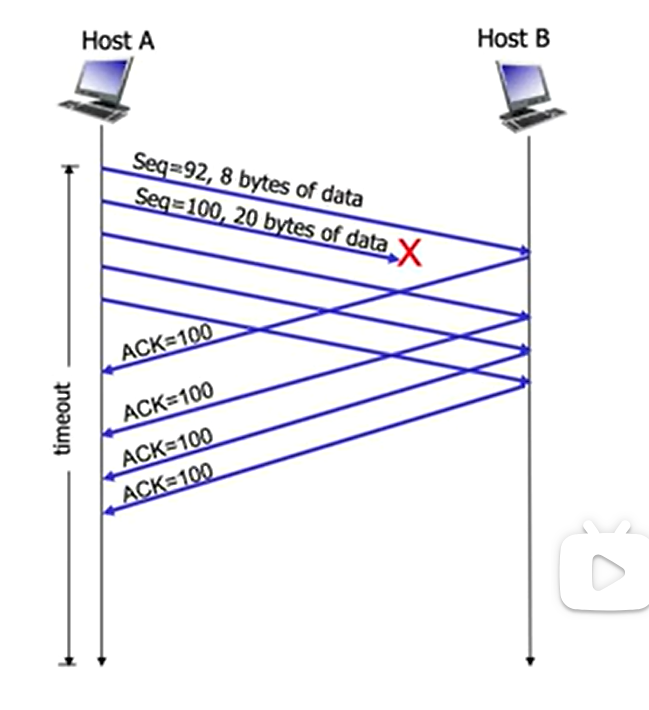 Host A
Host B
Seq=92, 8 bytes of data
Seq=100, 20 bytes of data
X
ACK=100
ACK=100
ACK=100
ACK=100
timeout